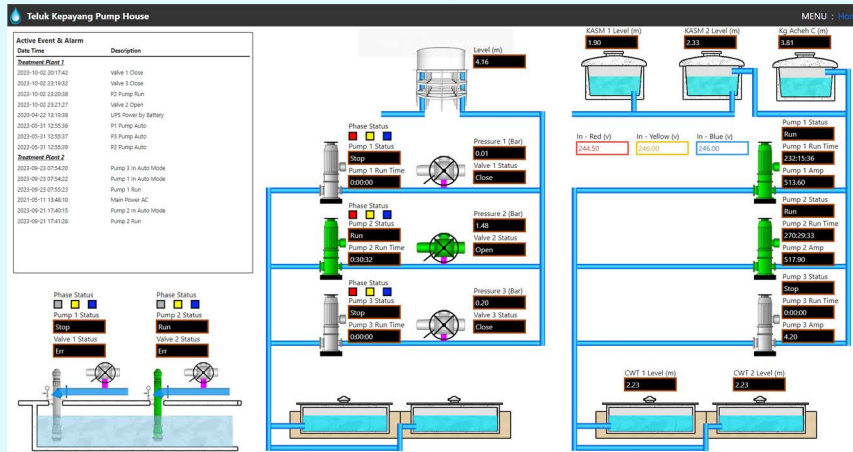 Teluk Kepayang Pump House
MENU : Hom
Active Event & Alarm
Date Time Description
Treatment Plant 1
2023-10-02 20:17:42 Valve 1 Close
2023-10-02 23:19:32 Valve 3 Close
2023-10-02 23:20:38 P2 Pump Run
2023-10-02 23:21:27 Valve 2 Open
2020-04-22 13:19:38 UPS Power by Battery
2023-05-31 12:55:36 P1 Pump Auto
2023-05-31 12:55:37 P3 Pump Auto
2023-05-31 12:55:39 P2 Pump Auto
Treatment Plant 2
2023-09-23 07:54:20 Pump 3 In Auto Mode
2023-09-23 07:54:22 Pump 1 In Auto Mode
2023-09-23 07:55:23 Pump 1 Run
2021-05-11 13:46:10 Main Power AC
2023-09-21 17:40:15 Pump 2 In Auto Mode
2023-09-21 17:41:26 Pump 2 Run
Phase Status
Pump 1 Status
Stop
Valve 1 Status
Err
Phase Status
Pump 2 Status
Run
Valve 2 Status
Err
Level (m)
4.16
Phase Status
Pump 1 Status
Stop
Pump 1 Run Time
0:00:00
Pressure 1 (Bar)
0.01
Valve 1 Status
Close
Phase Status
Pump 2 Status
Run
Pump 2 Run Time
0:30:32
Pressure 2 (Bar)
1.48
Valve 2 Status
Open
Phase Status
Pump 3 Status
Stop
Pump 3 Run Time
0:00:00
Pressure 3 (Bar)
0.20
Valve 3 Status
Close
KASM 1 Level (m)
1.90
KASM 2 Level (m)
2.33
Kg Acheh C (m)
3.81
In - Red (v)
244.50
In - Yellow (v)
246.00
In - Blue (v)
246.00
Pump 1 Status
Run
Pump 1 Run Time
232:15:36
Pump 1 Amp
513.60
Pump 2 Status
Run
Pump 2 Run Time
270:29:33
Pump 2 Amp
517.90
Pump 3 Status
Stop
Pump 3 Run Time
0:00:00
Pump 3 Amp
4.20
CWT 1 Level (m)
2.23
CWT 2 Level (m)
2.23